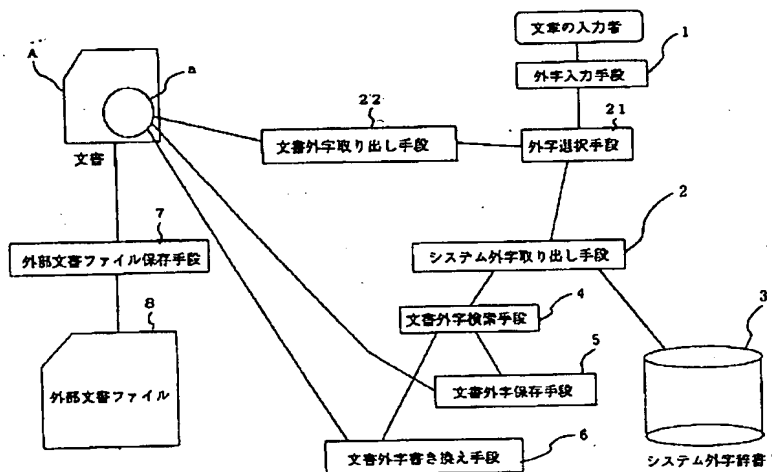 文章の入力者
1
外字入力手段
A
a
22
21
文書外字取り出し手段
外字選択手段
文書
2
7
システム外字取り出し手段
外部文書ファイル保存手段
4
3
文書外字検索手段
8
5
外部文書ファイル
文書外字保存手段
6
文書外字書き換え手段
システム外字辞書